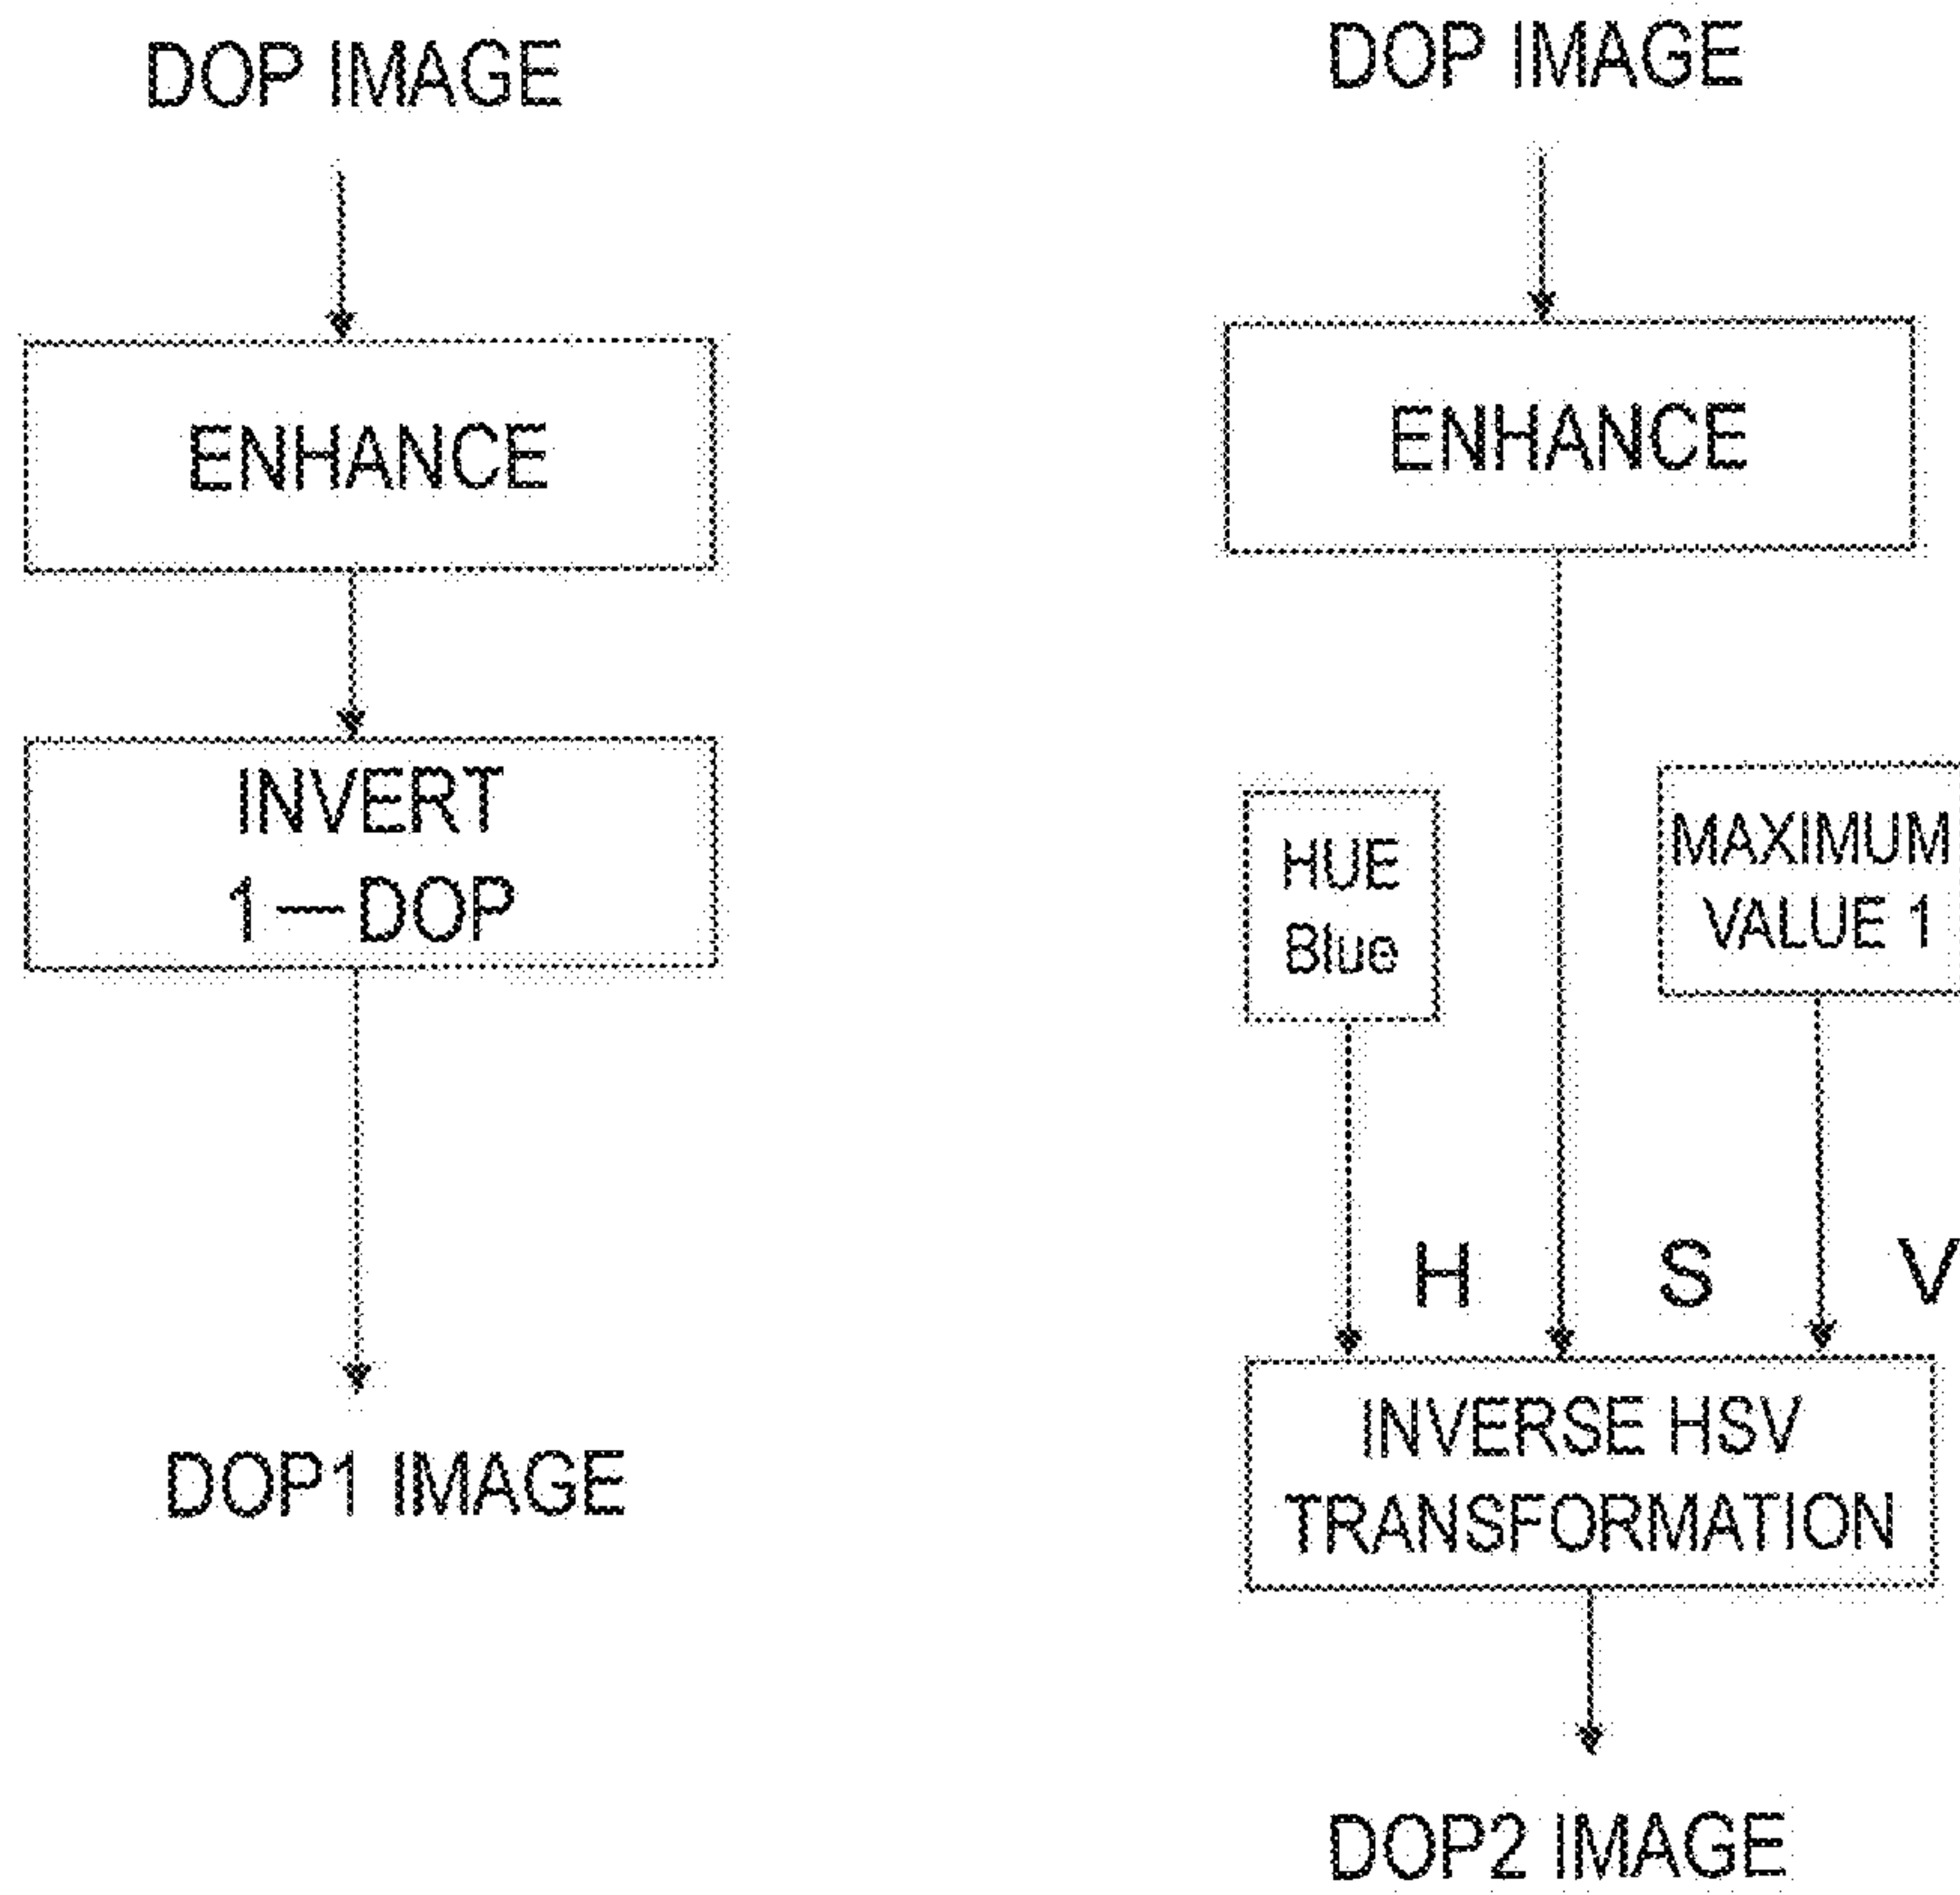 DOP IMAGE
ENHANCE
INVERT
1—DOP
DOP1 IMAGE
DOP IMAGE
ENHANCE
HUE
Blue
MAXIMUM
VALUE 1
H
S
V
INVERSE HSV
TRANSFORMATION
DOP2 IMAGE